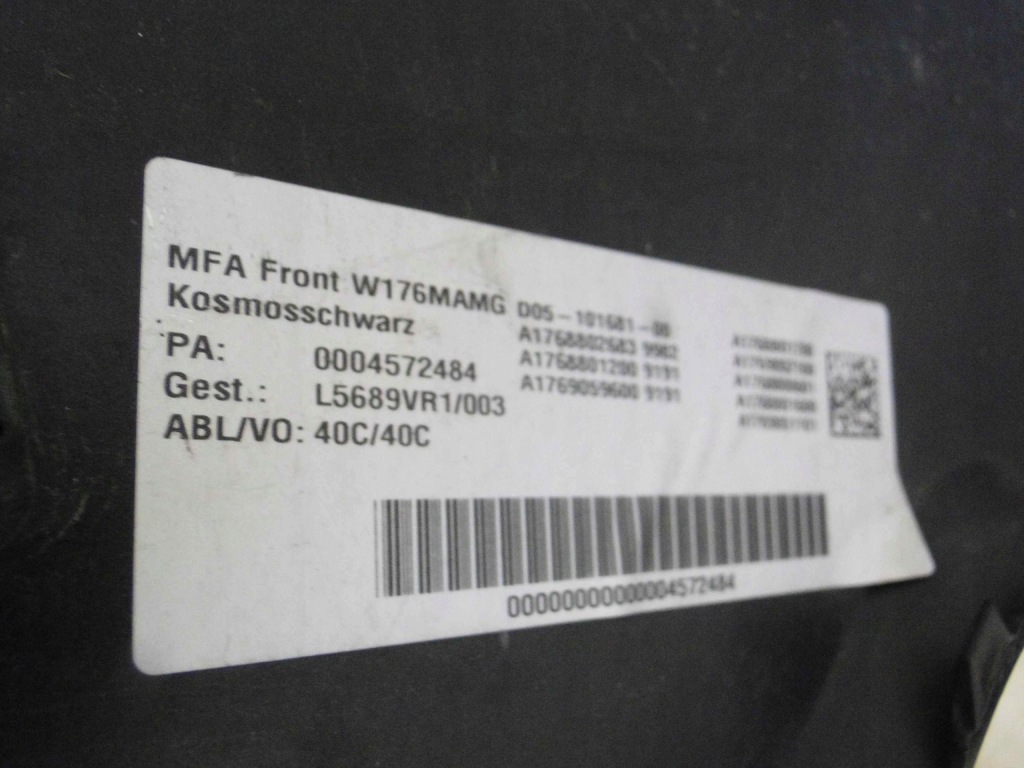 MFA Front W176MAMG
Kosmosschwarz
PA: 0004572484
Gest.: L5689VR1/003
ABL/VO: 40C/40C
D05-101681-00
A1768802683 9982
A1768801200 9191
A1769059600 9191
00000000000004572484